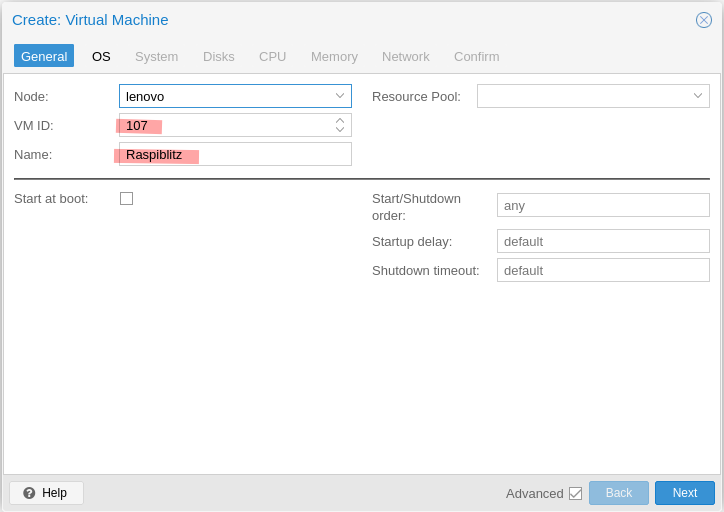 Create: Virtual Machine
General OS System Disks CPU Memory Network Confirm
Node: lenovo Resource Pool:
VM ID: 107
Name: Raspiblitz
Start at boot: Start/Shutdown order: any
Startup delay: default
Shutdown timeout: default
? Help Advanced Back Next